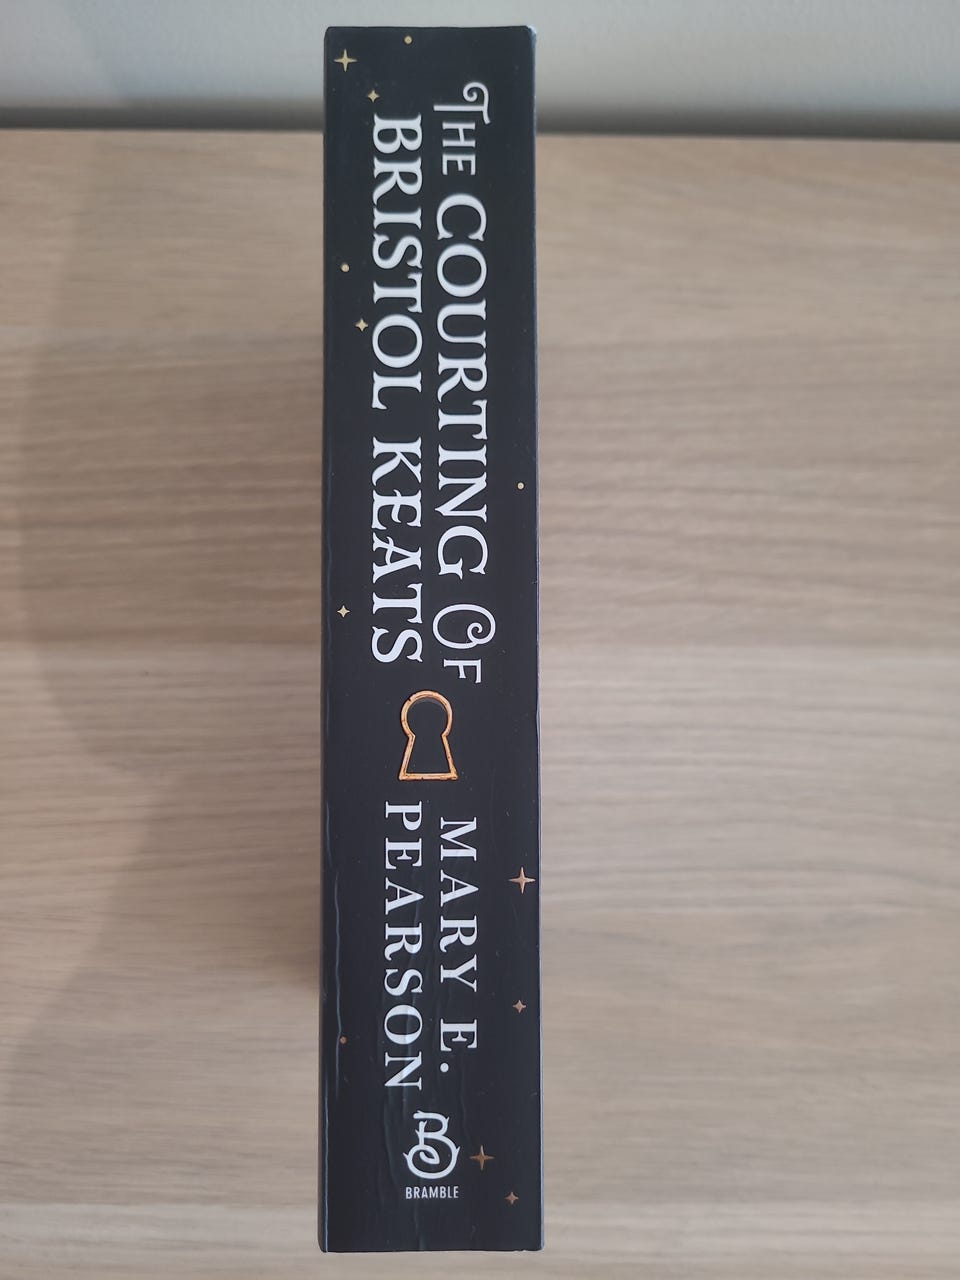 THE COURTING OF
BRISTOL KEATS
MARY E.
PEARSON
B
BRAMBLE